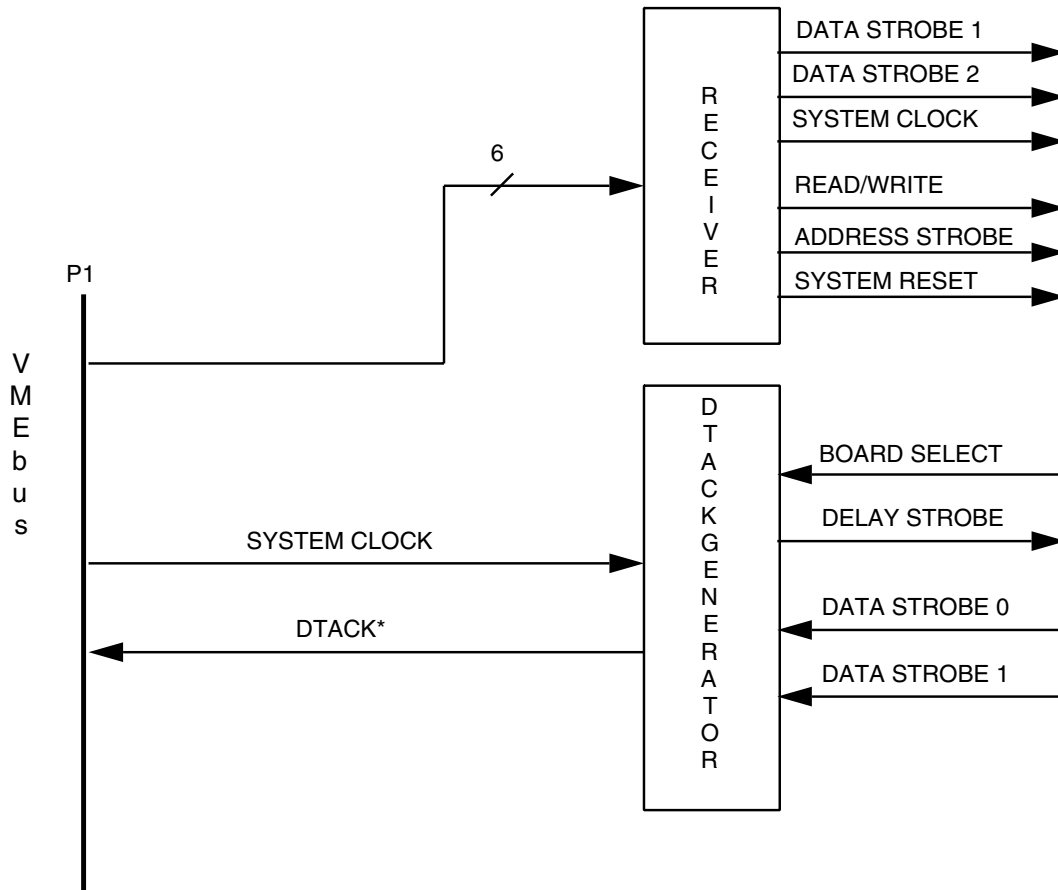 P1
VMEbus
6
RECEIVER
DATA STROBE 1
DATA STROBE 2
SYSTEM CLOCK
READ/WRITE
ADDRESS STROBE
SYSTEM RESET
DTACKGENERATOR
BOARD SELECT
DELAY STROBE
DATA STROBE 0
DATA STROBE 1
SYSTEM CLOCK
DTACK*